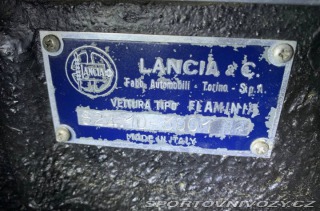 LANCIA
LANCIA & C.
Fabb. Automobili - Torino - S.p.A.
VETTURA TIPO FLAMINIA
MADE IN ITALY
SPORTOVNIVOZY.CZ